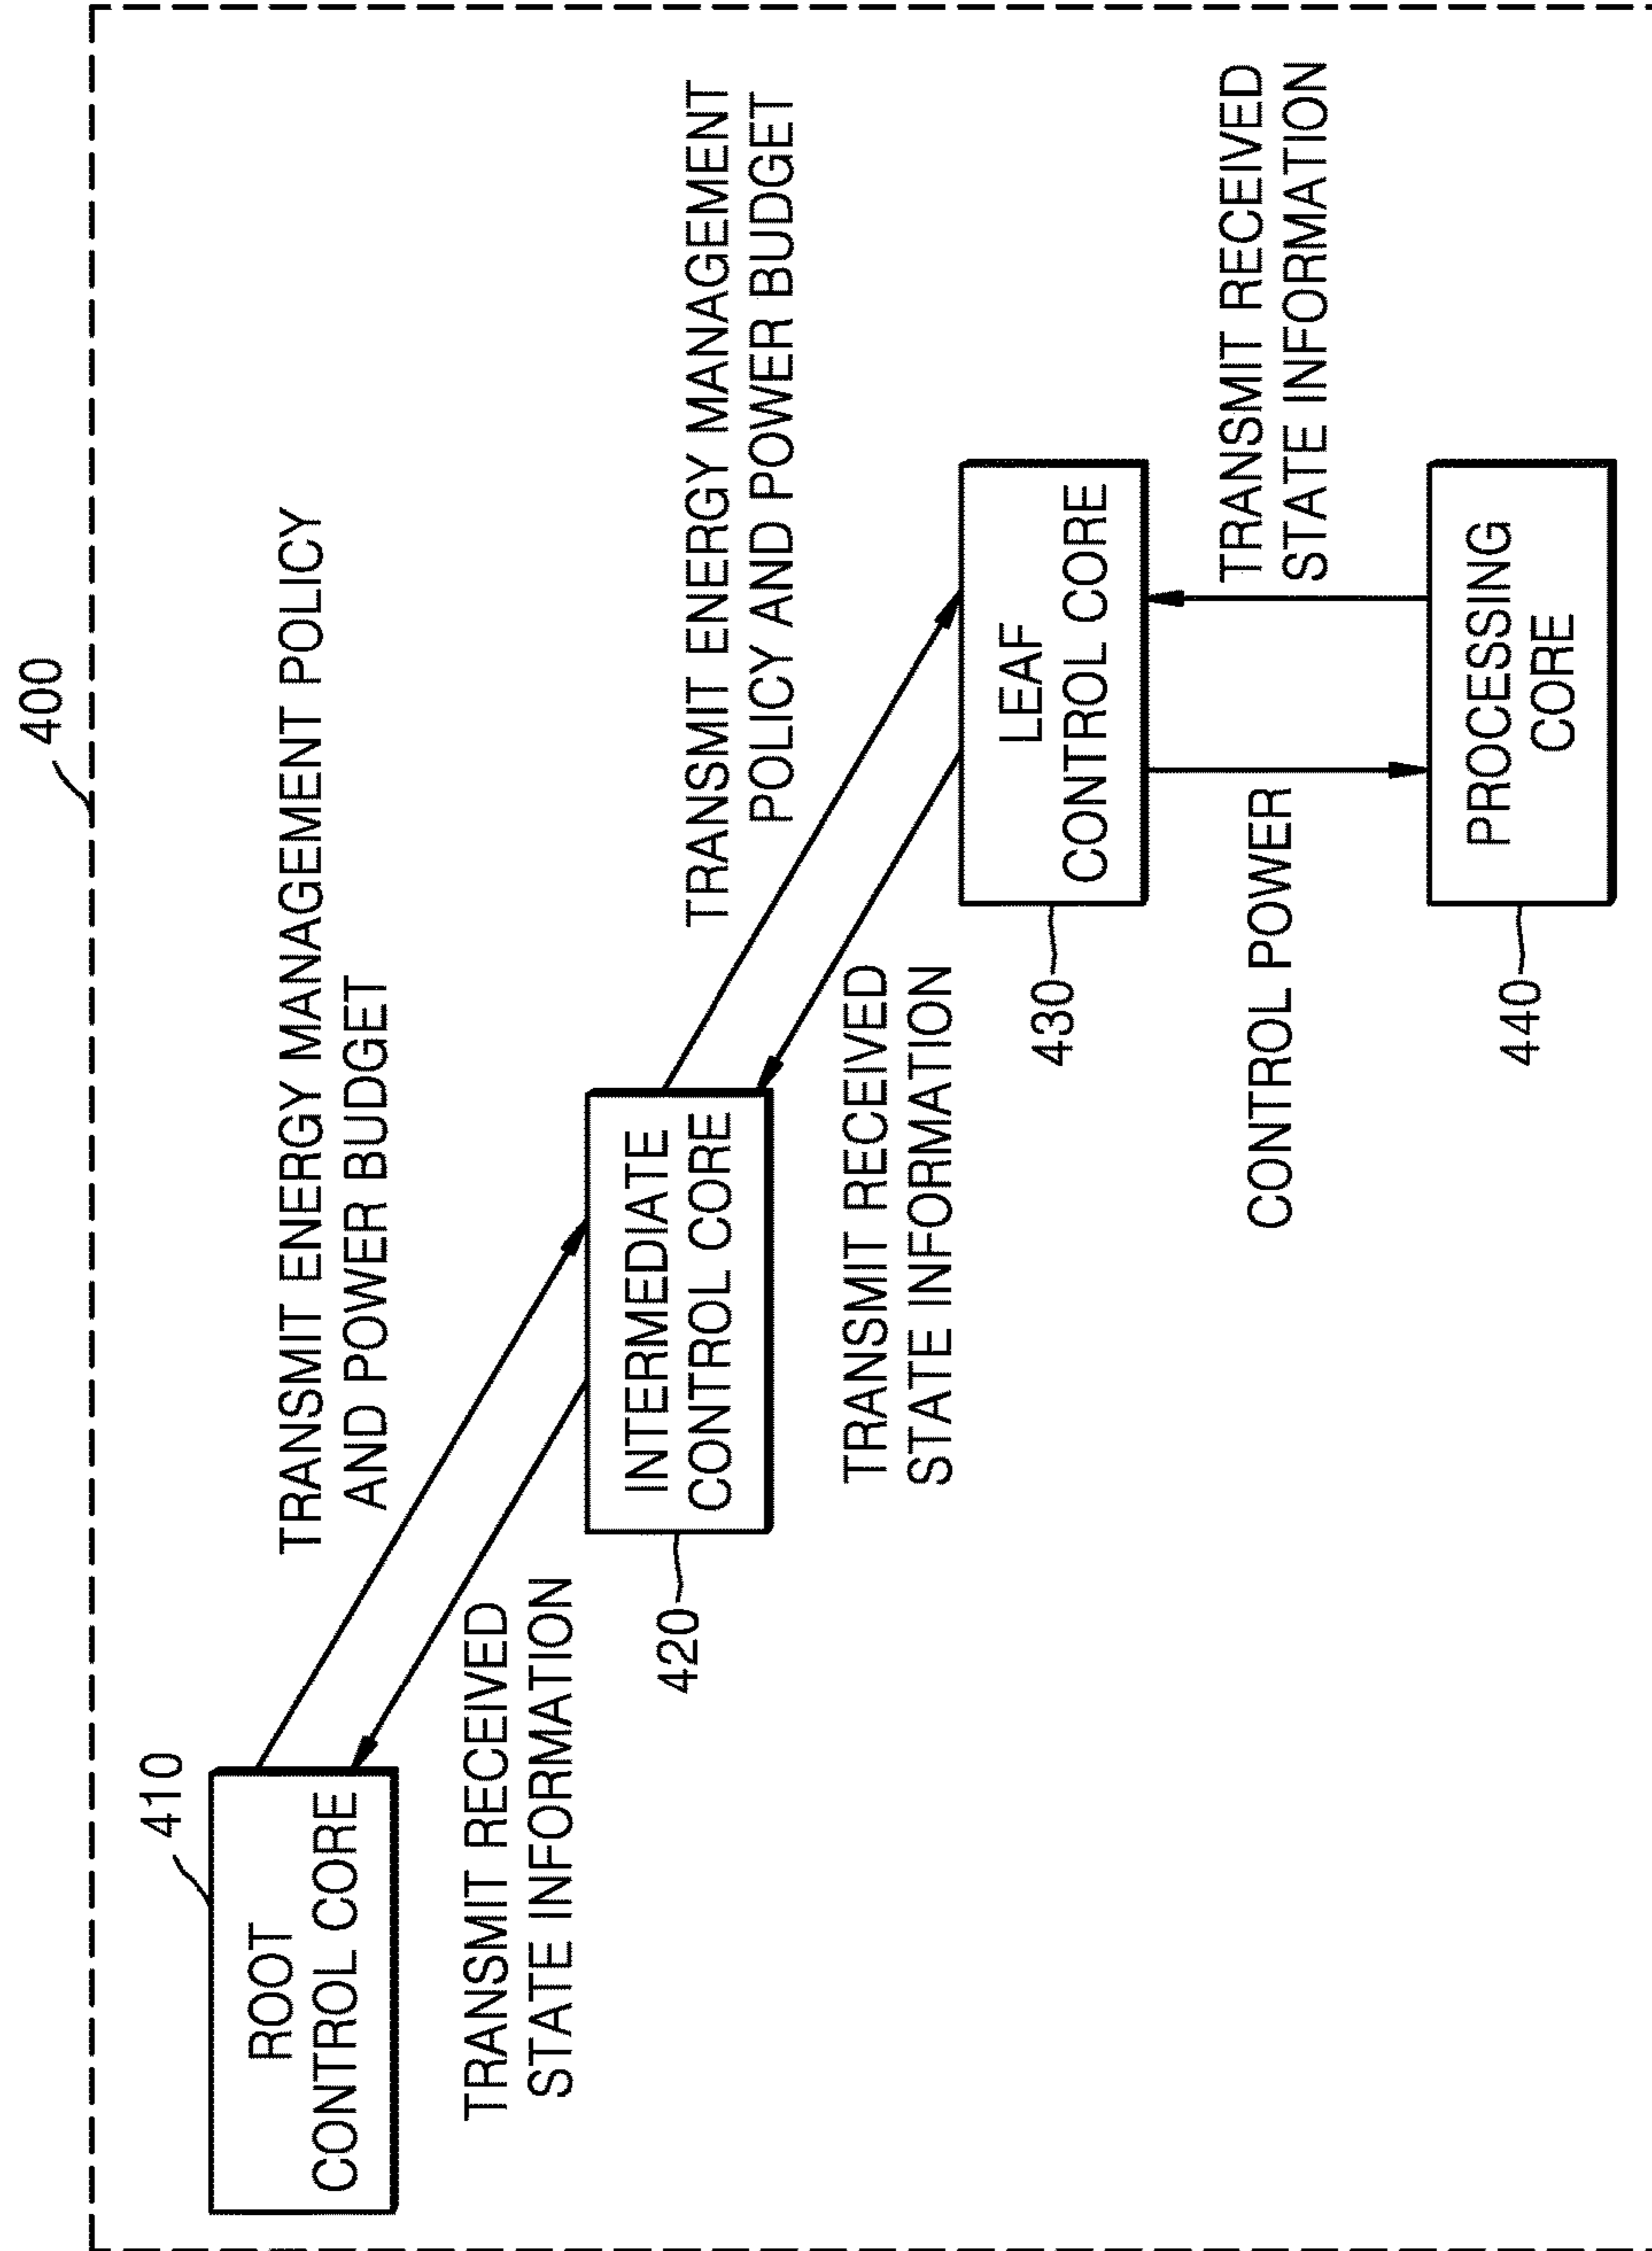 400
410
ROOT
CONTROL CORE
TRANSMIT ENERGY MANAGEMENT POLICY
AND POWER BUDGET
TRANSMIT RECEIVED
STATE INFORMATION
420
INTERMEDIATE
CONTROL CORE
TRANSMIT ENERGY MANAGEMENT
POLICY AND POWER BUDGET
TRANSMIT RECEIVED
STATE INFORMATION
430
LEAF
CONTROL CORE
CONTROL POWER
TRANSMIT RECEIVED
STATE INFORMATION
440
PROCESSING
CORE